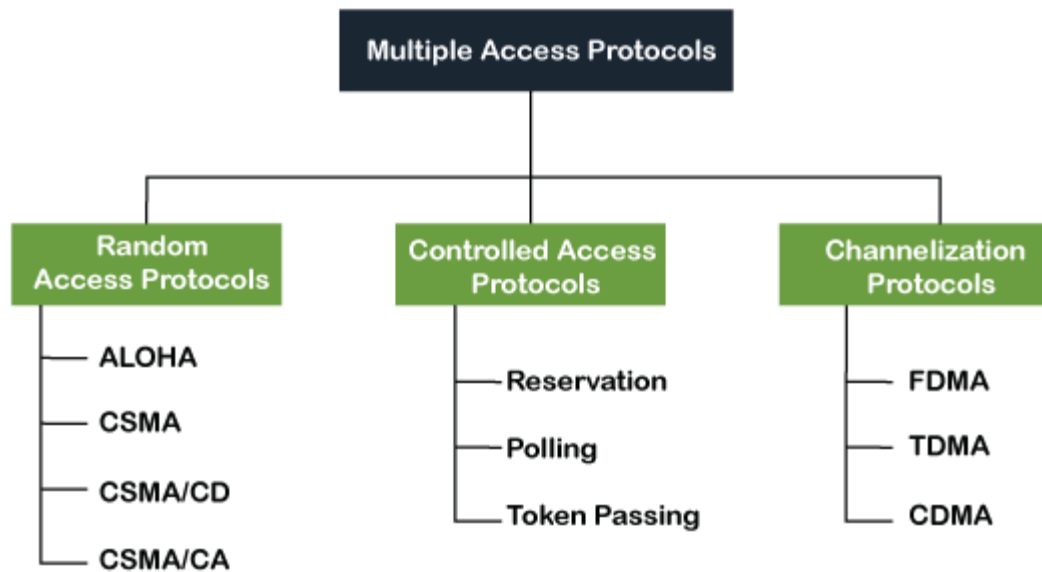 Multiple Access Protocols
Random
Access Protocols
ALOHA
CSMA
CSMA/CD
CSMA/CA
Controlled Access
Protocols
Reservation
Polling
Token Passing
Channelization
Protocols
FDMA
TDMA
CDMA